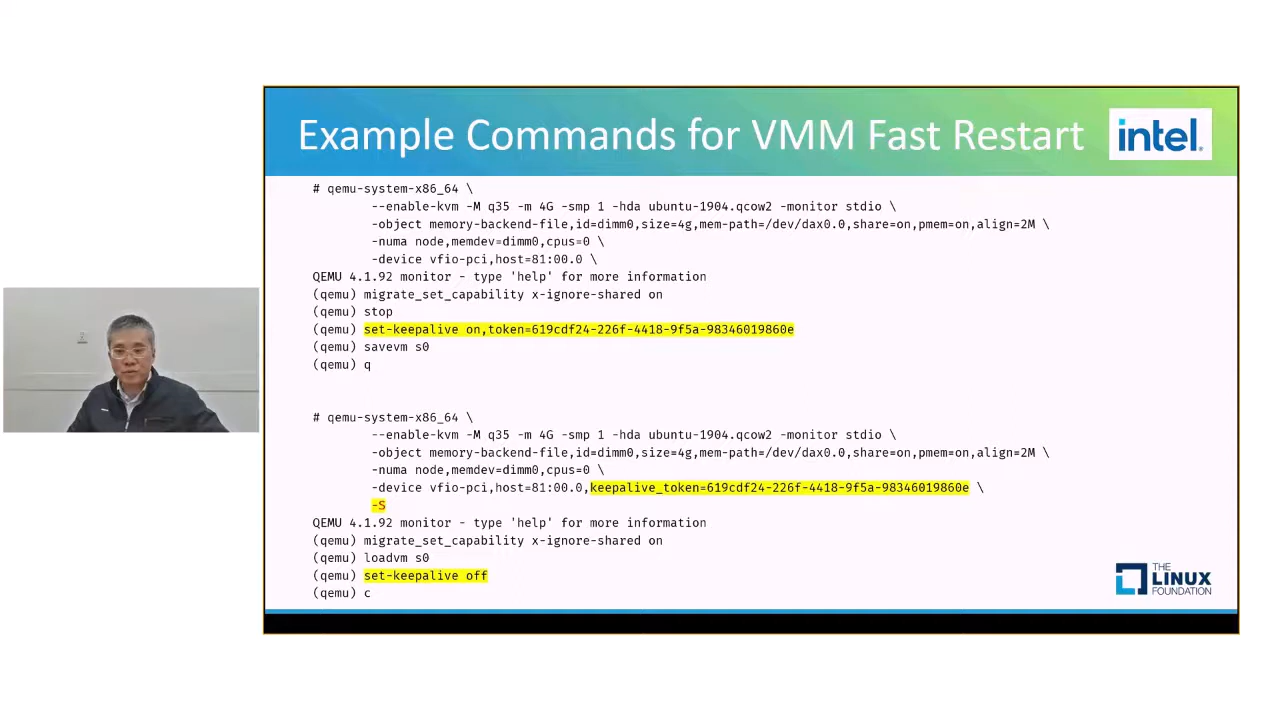 Example Commands for VMM Fast Restart
intel.
# qemu-system-x86_64 \
--enable-kvm -M q35 -m 4G -smp 1 -hda ubuntu-1904.qcow2 -monitor stdio \
-object memory-backend-file,id=dimm0,size=4g,mem-path=/dev/dax0.0,share=on,pmem=on,align=2M \
-numa node,memdev=dimm0,cpus=0 \
-device vfio-pci,host=81:00.0 \
QEMU 4.1.92 monitor - type 'help' for more information
(qemu) migrate_set_capability x-ignore-shared on
(qemu) stop
(qemu) set-keepalive on,token=619cdf24-226f-4418-9f5a-98346019860e
(qemu) savevm s0
(qemu) q
# qemu-system-x86_64 \
--enable-kvm -M q35 -m 4G -smp 1 -hda ubuntu-1904.qcow2 -monitor stdio \
-object memory-backend-file,id=dimm0,size=4g,mem-path=/dev/dax0.0,share=on,pmem=on,align=2M \
-numa node,memdev=dimm0,cpus=0 \
-device vfio-pci,host=81:00.0,keepalive_token=619cdf24-226f-4418-9f5a-98346019860e \
-S
QEMU 4.1.92 monitor - type 'help' for more information
(qemu) migrate_set_capability x-ignore-shared on
(qemu) loadvm s0
(qemu) set-keepalive off
(qemu) c
THE
LINUX
FOUNDATION